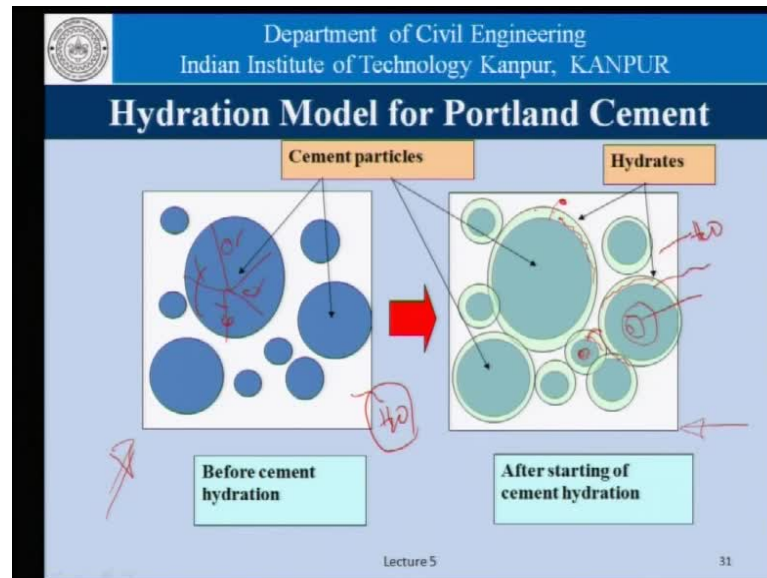 Department of Civil Engineering
Indian Institute of Technology Kanpur, KANPUR
Hydration Model for Portland Cement
Cement particles
Hydrates
H2O
H2O
Before cement
hydration
After starting of
cement hydration
Lecture 5
31